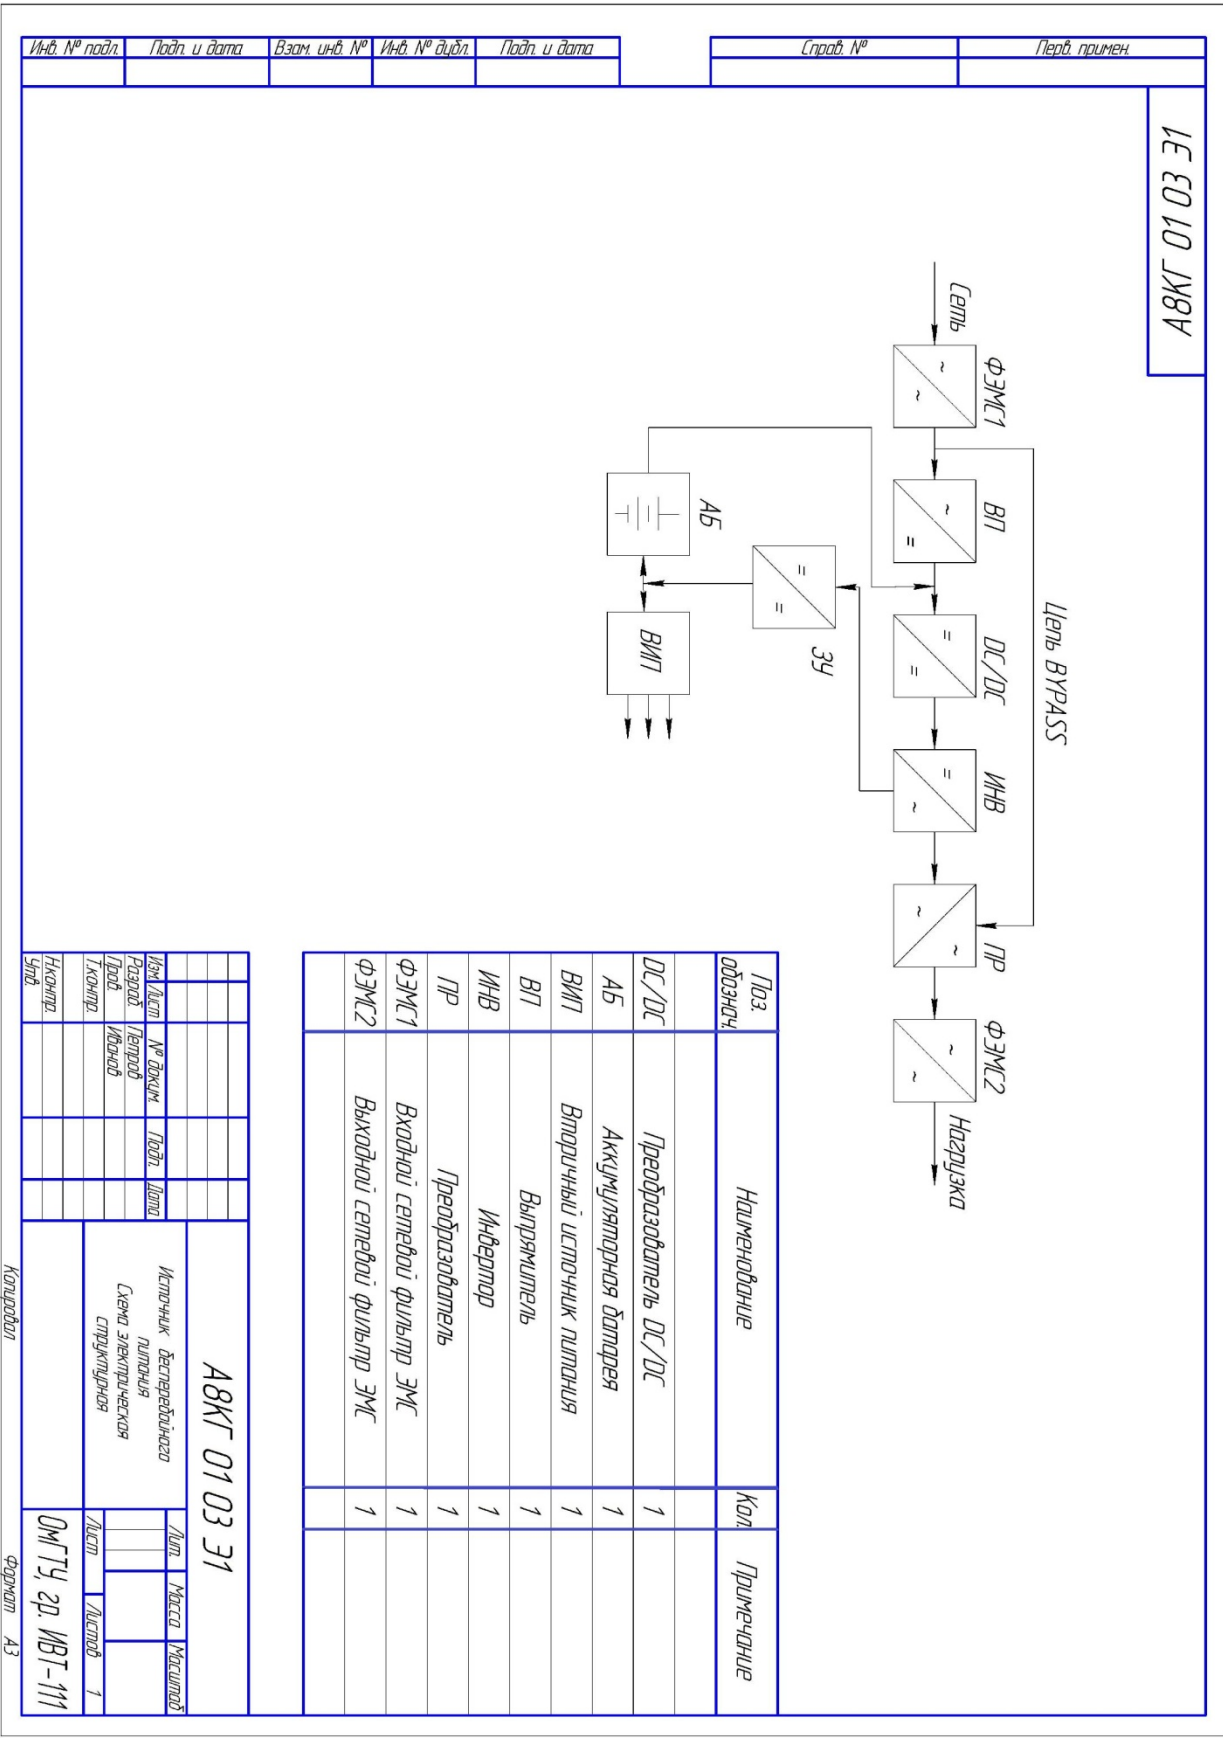 Перв. примен.
Справ. №
Подп. и дата
Инв. № дубл.
Взам. инв. №
Подп. и дата
Инв. № подл.
А8КГ 01 03 Э1
Цепь BYPASS
Сеть
ФЭМС1
ВП
DC/DC
ИНВ
ПР
ФЭМС2
Нагрузка
~
~
~
=
=
=
=
~
~
~
~
~
=
=
ЗУ
АБ
ВИП
Поз. обознач.
Наименование
Кол.
Примечание
DC/DC Преобразователь DC/DC 1
АБ Аккумуляторная батарея 1
ВИП Вторичный источник питания 1
ВП Выпрямитель 1
ИНВ Инвертор 1
ПР Преобразователь 1
ФЭМС1 Входной сетевой фильтр ЭМС 1
ФЭМС2 Выходной сетевой фильтр ЭМС 1
А8КГ 01 03 Э1
Изм. Лист № докум. Подп. Дата
Разраб. Петров
Пров. Иванов
Т.контр.
Н.контр.
Утв.
Источник бесперебойного
питания
Схема электрическая
структурная
Лит. Масса Масштаб
Лист Листов 1
ОмГТУ, гр. ИВТ-111
Копировал
Формат А3